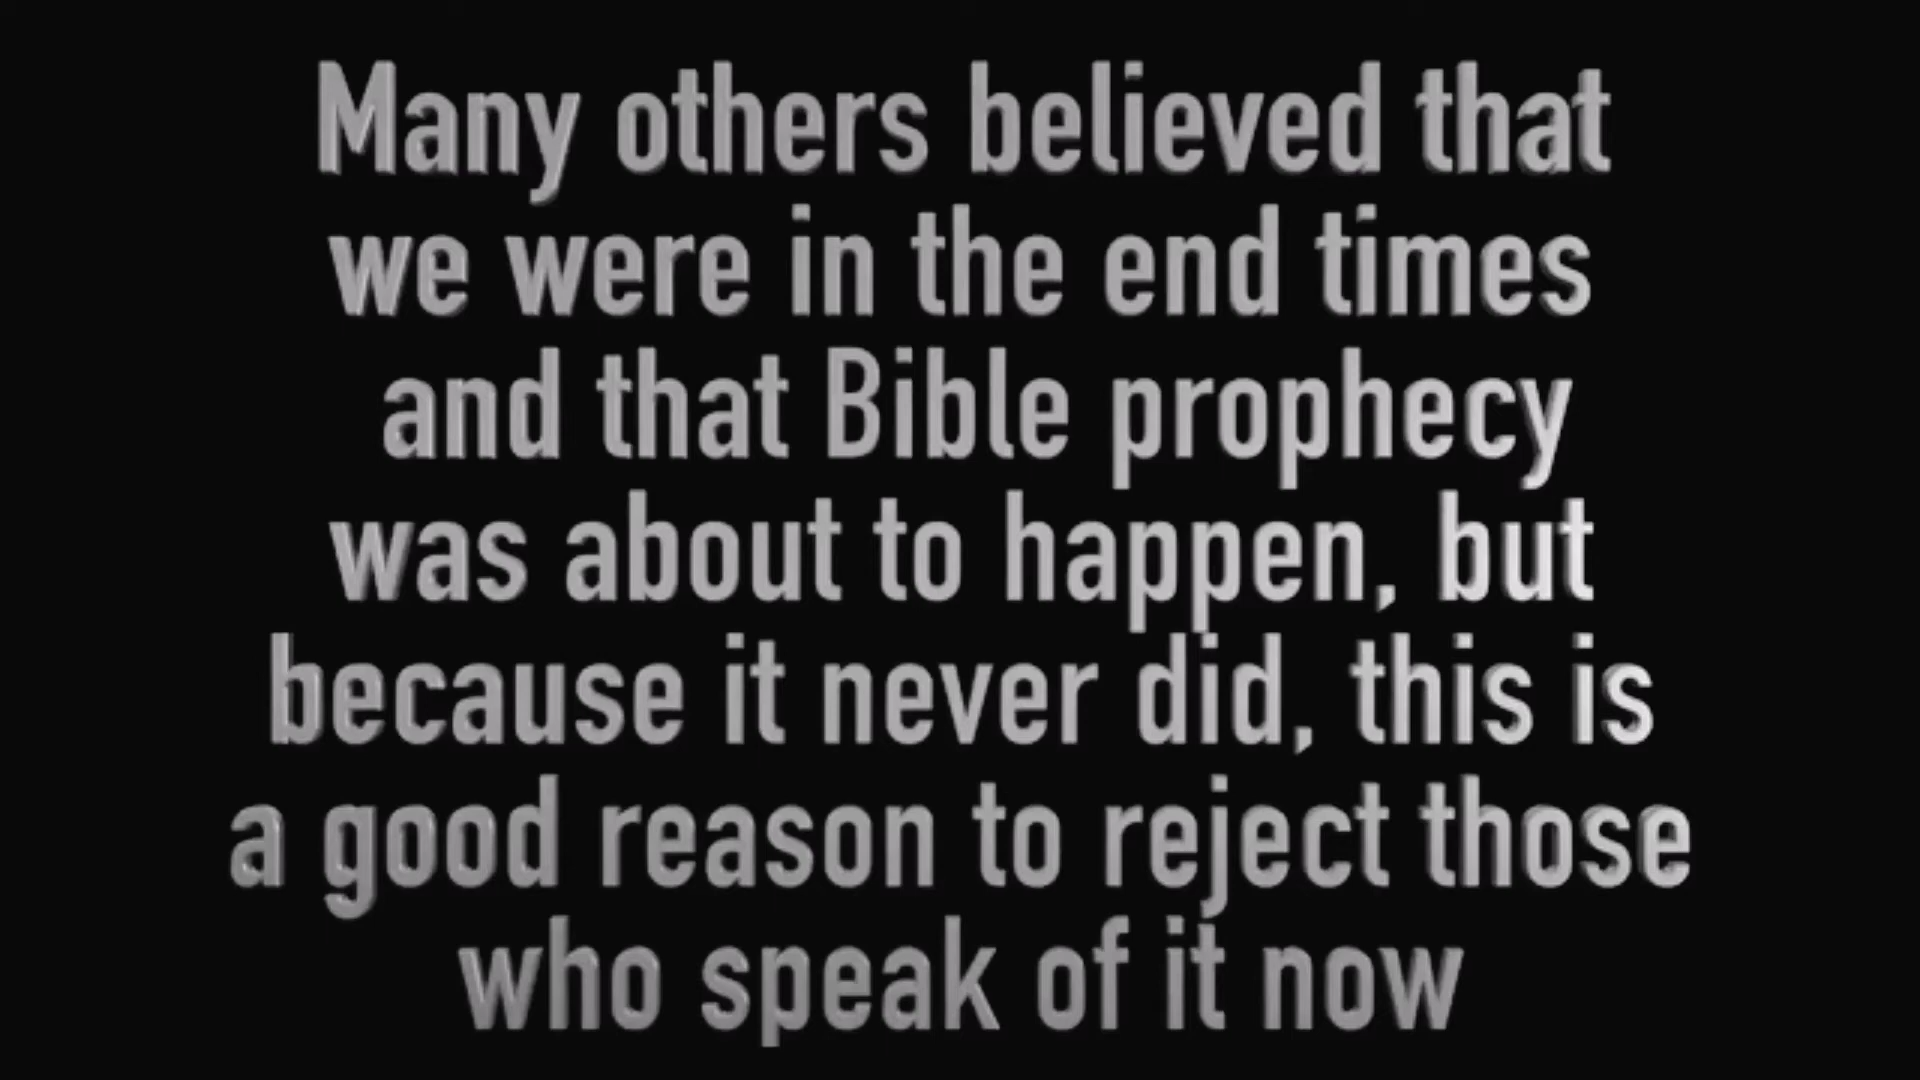 Many others believed that
we were in the end times
and that Bible prophecy
was about to happen, but
because it never did, this is
a good reason to reject those
who speak of it now